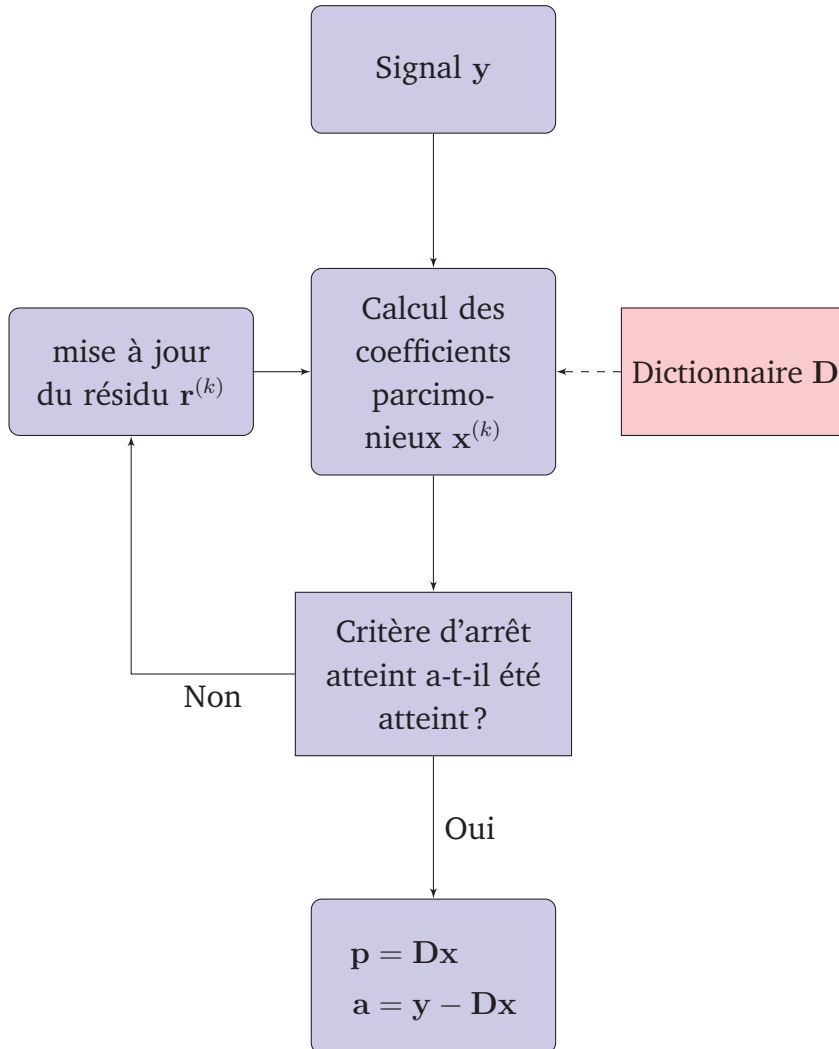 Signal y
mise à jour
du résidu r^(k)
Calcul des
coefficients
parcimo-
nieux x^(k)
Dictionnaire D
Critère d'arrêt
atteint a-t-il été
atteint ?
Non
Oui
p = Dx
a = y − Dx